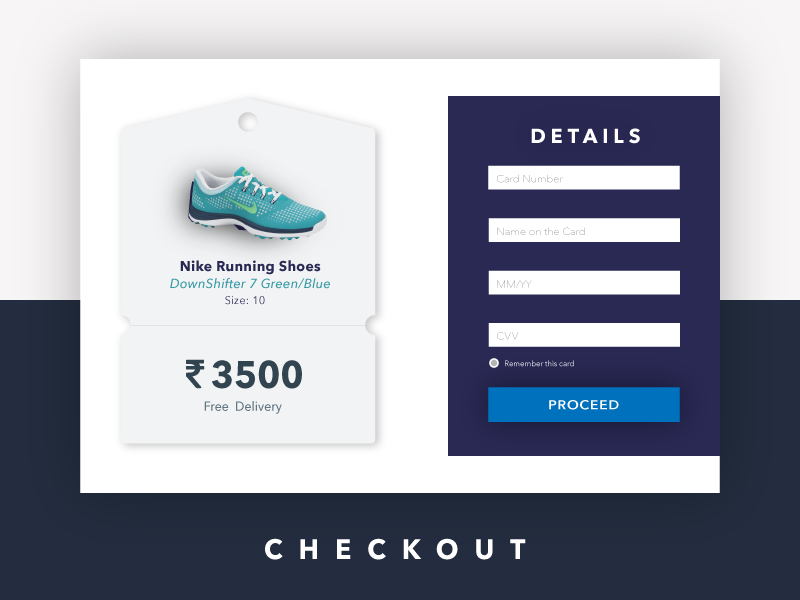 Nike Running Shoes
DownShifter 7 Green/Blue
Size: 10
₹3500
Free Delivery
DETAILS
Card Number
Name on the Card
MM/YY
CVV
Remember this card
PROCEED
CHECKOUT